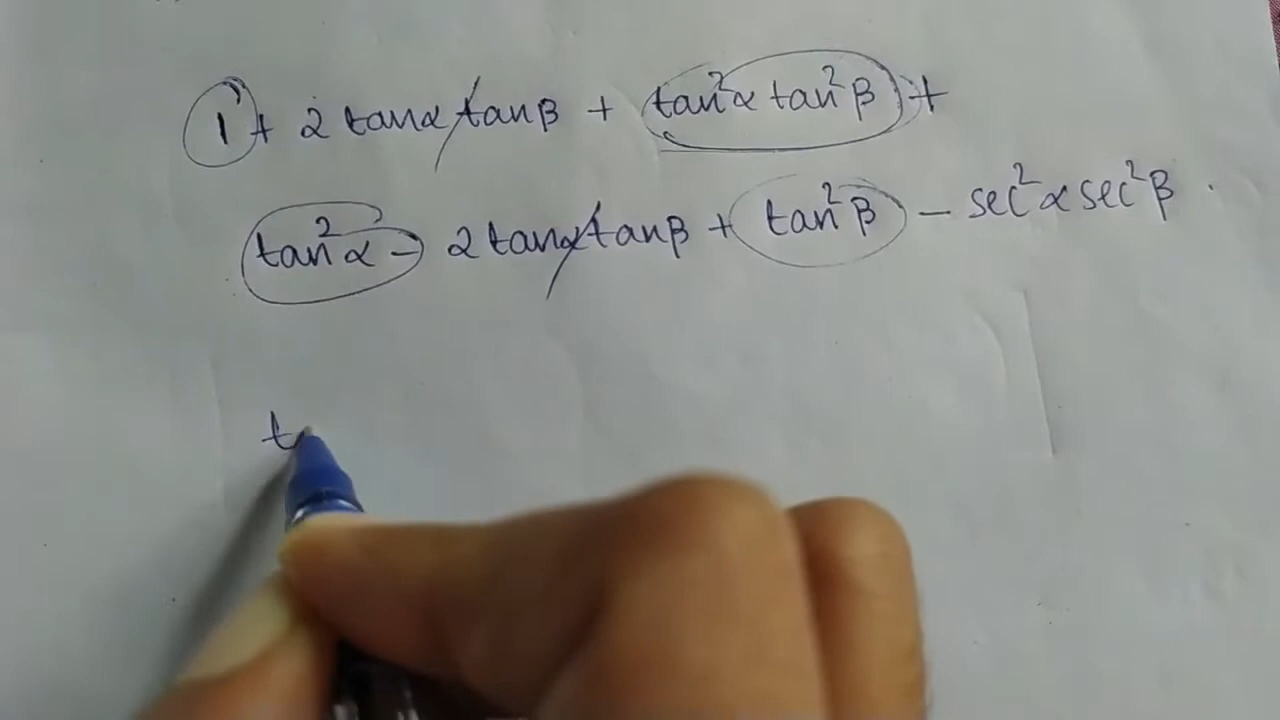 1 + 2 tanα tanβ + tan²α tan²β +
tan²α - 2 tanα tanβ + tan²β - sec²α sec²β .
t